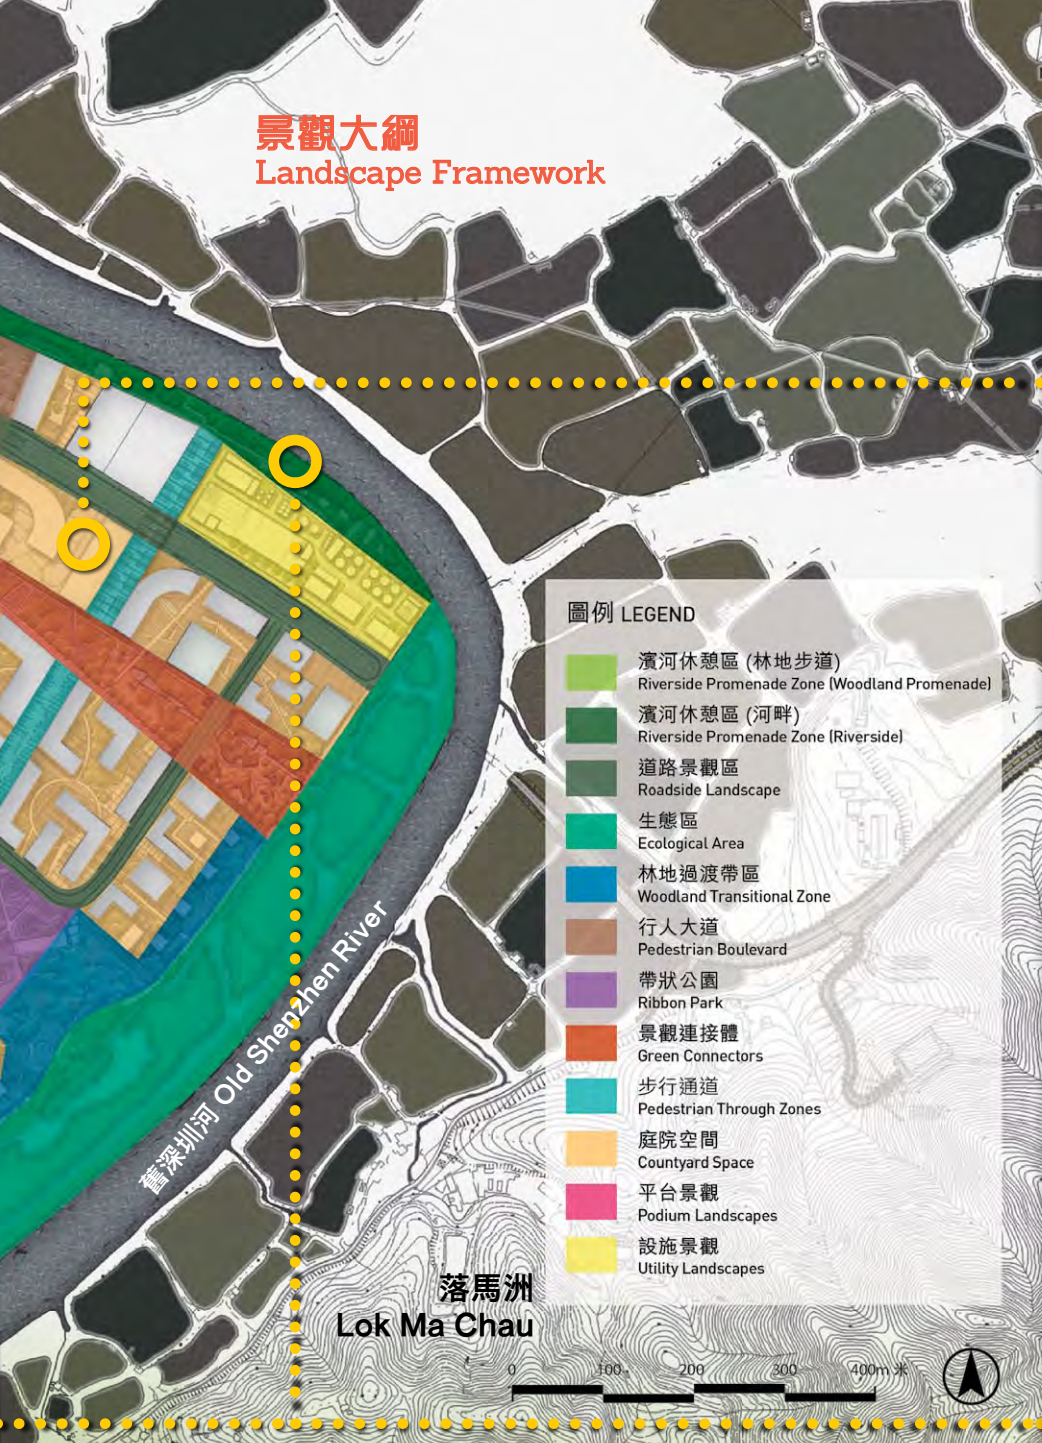 景觀大綱
Landscape Framework
圖例 LEGEND
濱河休憩區 (林地步道)
Riverside Promenade Zone (Woodland Promenade)
濱河休憩區 (河畔)
Riverside Promenade Zone (Riverside)
道路景觀區
Roadside Landscape
生態區
Ecological Area
林地過渡帶區
Woodland Transitional Zone
行人大道
Pedestrian Boulevard
帶狀公園
Ribbon Park
景觀連接體
Green Connectors
步行通道
Pedestrian Through Zones
庭院空間
Countyard Space
平台景觀
Podium Landscapes
設施景觀
Utility Landscapes
舊深圳河 Old Shenzhen River
落馬洲
Lok Ma Chau
0 100 200 300 400m 米